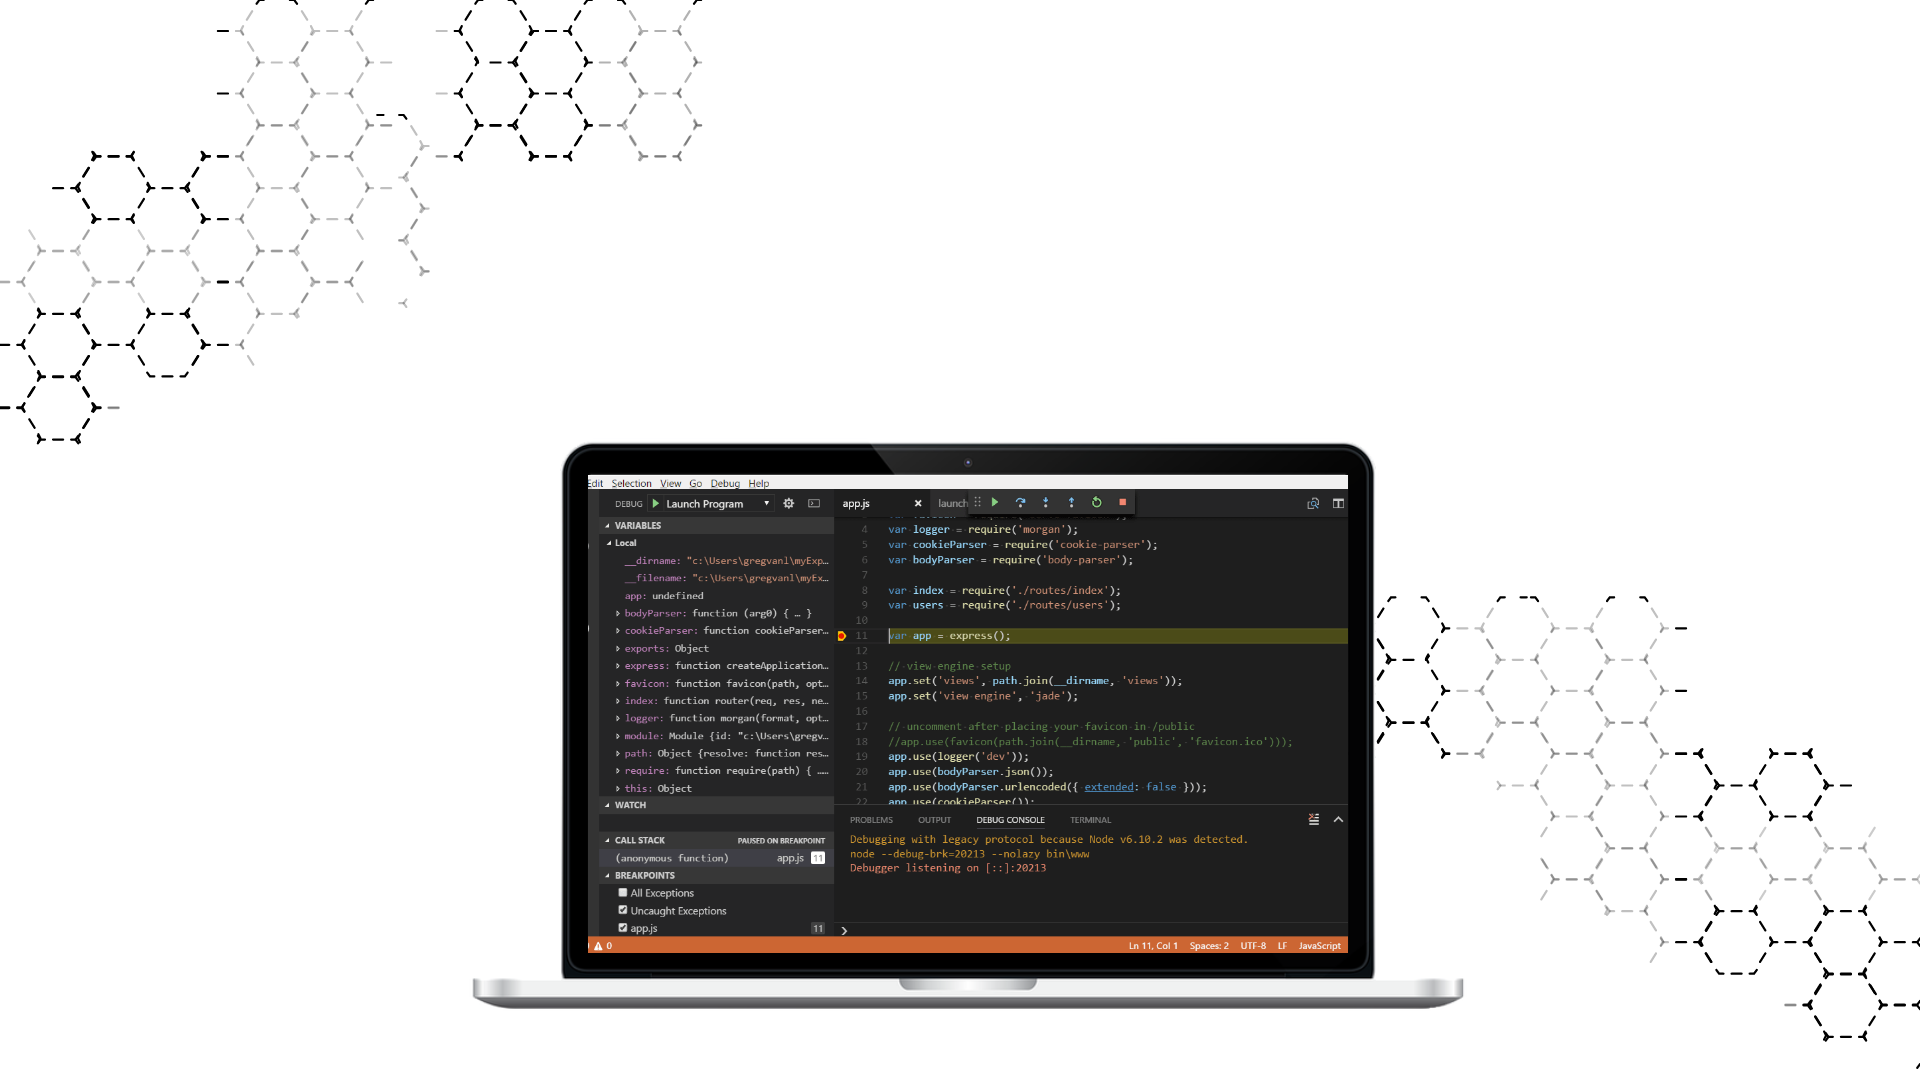 Edit Selection View Go Debug Help
DEBUG Launch Program
VARIABLES
Local
__dirname: "c:\Users\gregvanl\myExp…
__filename: "c:\Users\gregvanl\myEx…
app: undefined
bodyParser: function (arg0) { … }
cookieParser: function cookieParser…
exports: Object
express: function createApplication…
favicon: function favicon(path, opt…
index: function router(req, res, ne…
logger: function morgan(format, opt…
module: Module {id: "c:\Users\gregv…
path: Object {resolve: function res…
require: function require(path) { ……
this: Object
WATCH
CALL STACK PAUSED ON BREAKPOINT
(anonymous function) app.js 11
BREAKPOINTS
All Exceptions
Uncaught Exceptions
app.js 11
app.js launch
4 var logger = require('morgan');
5 var cookieParser = require('cookie-parser');
6 var bodyParser = require('body-parser');
7
8 var index = require('./routes/index');
9 var users = require('./routes/users');
10
11 var app = express();
12
13 // view engine setup
14 app.set('views', path.join(__dirname, 'views'));
15 app.set('view engine', 'jade');
16
17 // uncomment after placing your favicon in /public
18 //app.use(favicon(path.join(__dirname, 'public', 'favicon.ico')));
19 app.use(logger('dev'));
20 app.use(bodyParser.json());
21 app.use(bodyParser.urlencoded({ extended: false }));
22 app.use(cookieParser());
PROBLEMS OUTPUT DEBUG CONSOLE TERMINAL
Debugging with legacy protocol because Node v6.10.2 was detected.
node --debug-brk=20213 --nolazy bin\www
Debugger listening on [::]:20213
0
Ln 11, Col 1 Spaces: 2 UTF-8 LF JavaScript